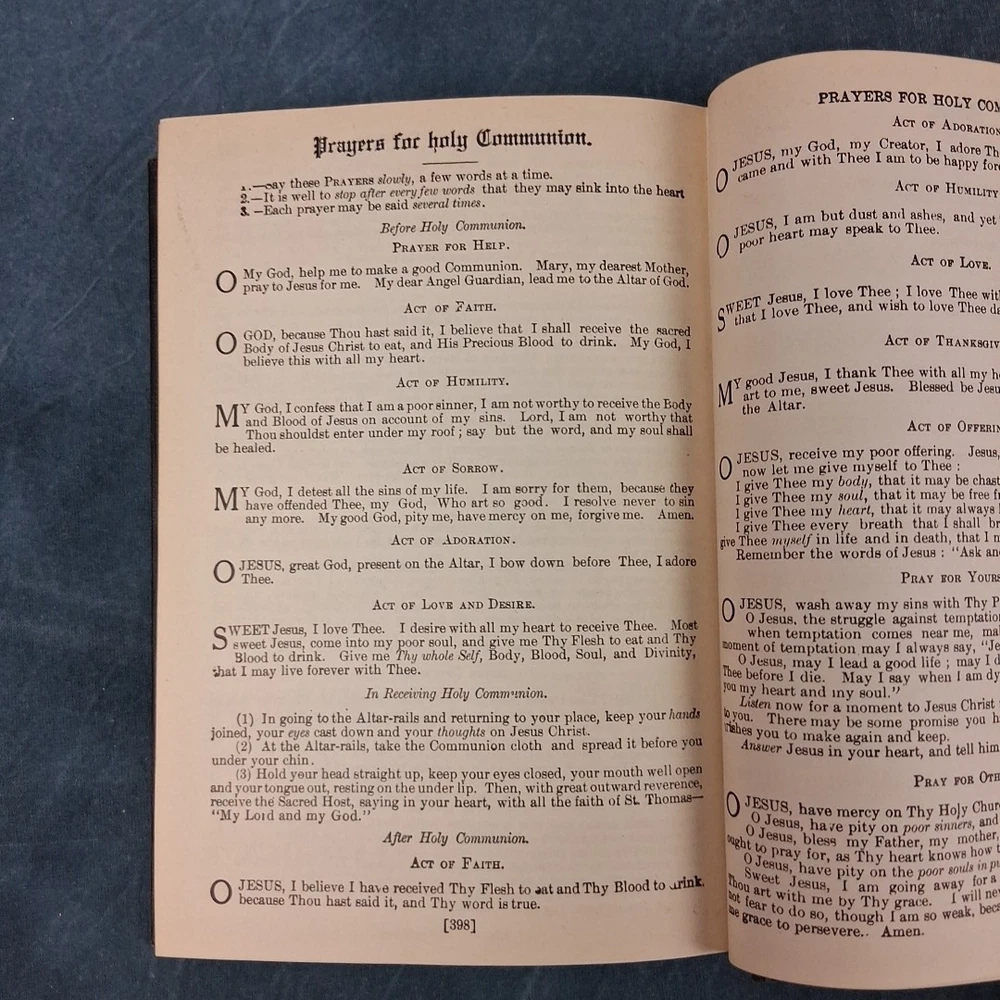 Prayers for holy Communion.
1.—say these PRAYERS slowly, a few words at a time.
2.—It is well to stop after every few words that they may sink into the heart
3.—Each prayer may be said several times.
Before Holy Communion.
PRAYER FOR HELP.
O My God, help me to make a good Communion. Mary, my dearest Mother,
pray to Jesus for me. My dear Angel Guardian, lead me to the Altar of God.
ACT OF FAITH.
O GOD, because Thou hast said it, I believe that I shall receive the sacred
Body of Jesus Christ to eat, and His Precious Blood to drink. My God, I
believe this with all my heart.
ACT OF HUMILITY.
MY God, I confess that I am a poor sinner, I am not worthy to receive the Body
and Blood of Jesus on account of my sins. Lord, I am not worthy that
Thou shouldst enter under my roof ; say but the word, and my soul shall
be healed.
ACT OF SORROW.
MY God, I detest all the sins of my life. I am sorry for them, because they
have offended Thee, my God, Who art so good. I resolve never to sin
any more. My good God, pity me, have mercy on me, forgive me. Amen.
ACT OF ADORATION.
O JESUS, great God, present on the Altar, I bow down before Thee, I adore
Thee.
ACT OF LOVE AND DESIRE.
SWEET Jesus, I love Thee. I desire with all my heart to receive Thee. Most
sweet Jesus, come into my poor soul, and give me Thy Flesh to eat and Thy
Blood to drink. Give me Thy whole Self, Body, Blood, Soul, and Divinity,
that I may live forever with Thee.
In Receiving Holy Communion.
(1) In going to the Altar-rails and returning to your place, keep your hands
joined, your eyes cast down and your thoughts on Jesus Christ.
(2) At the Altar-rails, take the Communion cloth and spread it before you
under your chin.
(3) Hold your head straight up, keep your eyes closed, your mouth well open
and your tongue out, resting on the under lip. Then, with great outward reverence,
receive the Sacred Host, saying in your heart, with all the faith of St. Thomas—
"My Lord and my God."
After Holy Communion.
ACT OF FAITH.
O JESUS, I believe I have received Thy Flesh to eat and Thy Blood to drink,
because Thou hast said it, and Thy word is true.
[398]
PRAYERS FOR HOLY COM
ACT OF ADORATION
O JESUS, my God, my Creator, I adore Th
came and with Thee I am to be happy fore
ACT OF HUMILITY
O JESUS, I am but dust and ashes, and yet
poor heart may speak to Thee.
ACT OF LOVE.
SWEET Jesus, I love Thee ; I love Thee with
that I love Thee, and wish to love Thee da
ACT OF THANKSGIV
MY good Jesus, I thank Thee with all my he
art to me, sweet Jesus. Blessed be Jesu
the Altar.
ACT OF OFFERIN
O JESUS, receive my poor offering. Jesus,
now let me give myself to Thee :
I give Thee my body, that it may be chast
I give Thee my soul, that it may be free fr
I give Thee my heart, that it may always l
I give Thee every breath that I shall br
give Thee myself in life and in death, that I m
Remember the words of Jesus : "Ask an
PRAY FOR YOURS
O JESUS, wash away my sins with Thy P
O Jesus, the struggle against temptatio
when temptation comes near me, mak
moment of temptation may I always say, "Je
O Jesus, may I lead a good life ; may I d
Thee before I die. May I say when I am dy
you my heart and my soul."
Listen now for a moment to Jesus Christ
to you. There may be some promise you h
wishes you to make again and keep.
Answer Jesus in your heart, and tell him
PRAY FOR OTH
O JESUS, have mercy on Thy Holy Churc
O Jesus, have pity on poor sinners, and
O Jesus, bless my Father, my mother,
ought to pray for, as Thy heart knows how t
O Jesus, have pity on the poor souls in pu
Sweet Jesus, I am going away for a
Thou art with me by Thy grace. I will nev
not fear to do so, though I am so weak, beca
me grace to persevere.. Amen.